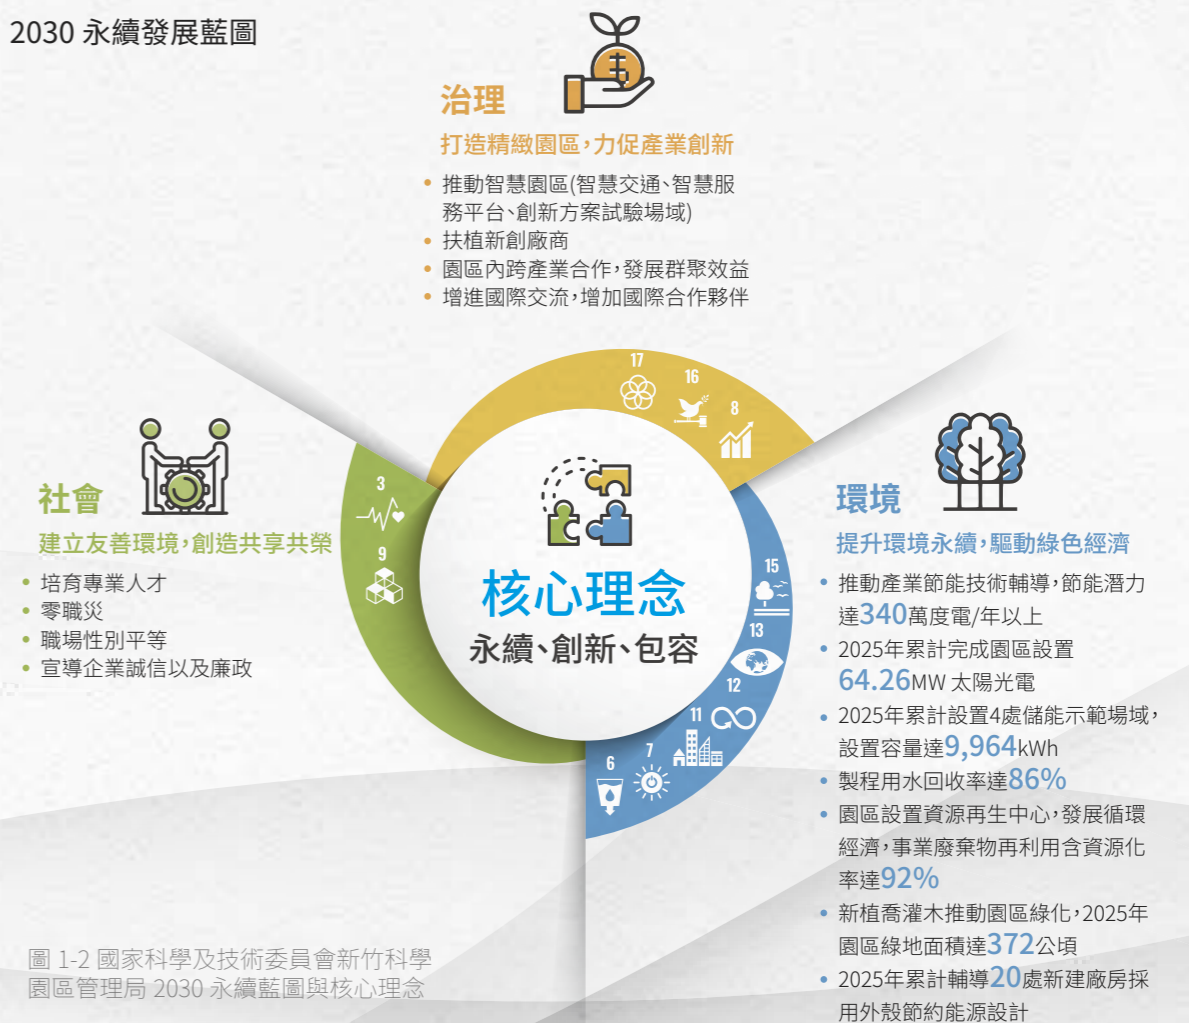 2030 永續發展藍圖
治理
打造精緻園區，力促產業創新
• 推動智慧園區(智慧交通、智慧服
務平台、創新方案試驗場域)
• 扶植新創廠商
• 園區內跨產業合作，發展群聚效益
• 增進國際交流，增加國際合作夥伴
17
16
8
社會
建立友善環境，創造共享共榮
• 培育專業人才
• 零職災
• 職場性別平等
• 宣導企業誠信以及廉政
3
9
核心理念
永續、創新、包容
15
13
12
11
7
6
環境
提升環境永續，驅動綠色經濟
• 推動產業節能技術輔導，節能潛力
達340萬度電/年以上
• 2025年累計完成園區設置
64.26MW 太陽光電
• 2025年累計設置4處儲能示範場域，
設置容量達9,964kWh
• 製程用水回收率達86%
• 園區設置資源再生中心，發展循環
經濟，事業廢棄物再利用含資源化
率達92%
• 新植喬灌木推動園區綠化，2025年
園區綠地面積達372公頃
• 2025年累計輔導20處新建廠房採
用外殼節約能源設計
圖 1-2 國家科學及技術委員會新竹科學
園區管理局 2030 永續藍圖與核心理念